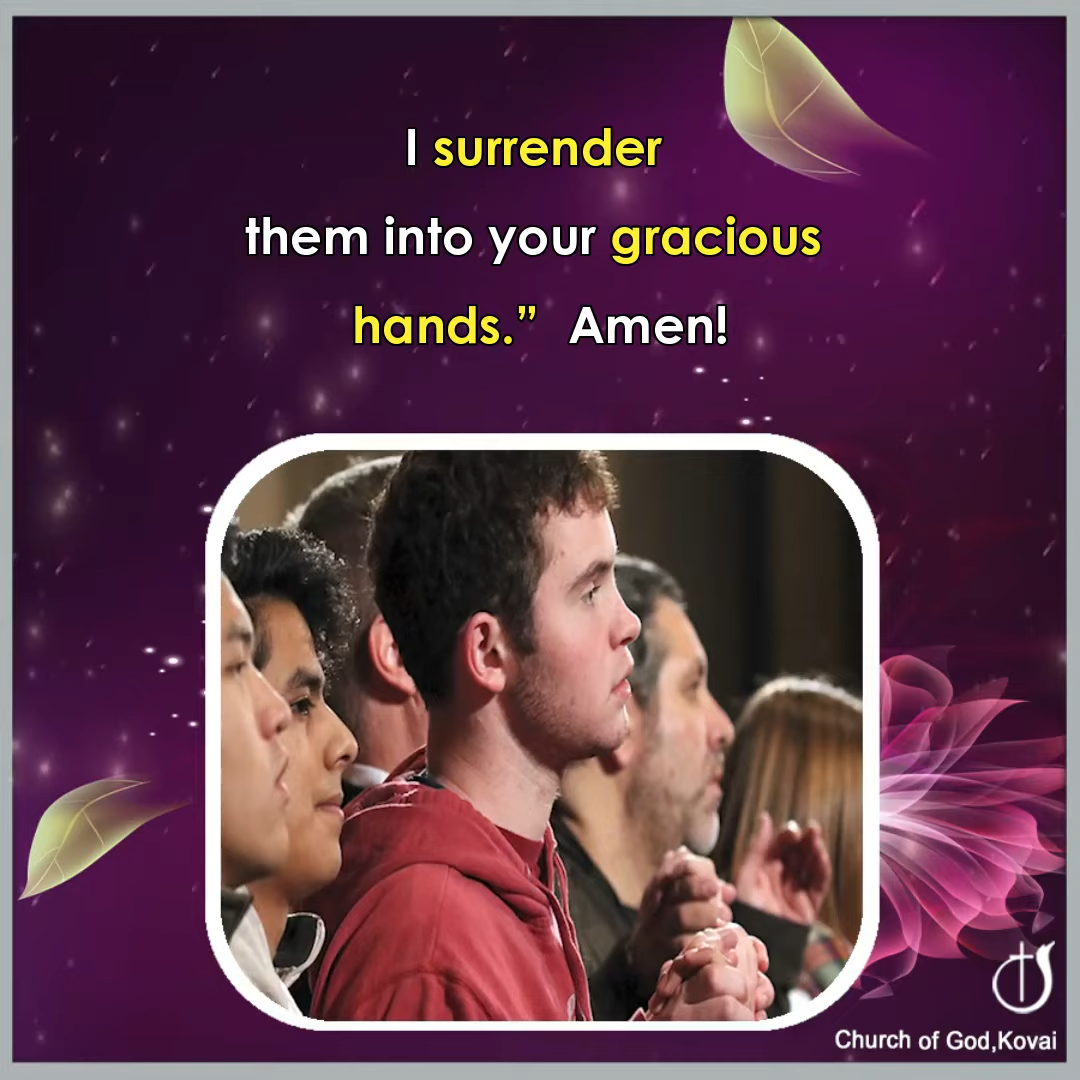 I surrender
them into your gracious
hands.” Amen!
Church of God,Kovai